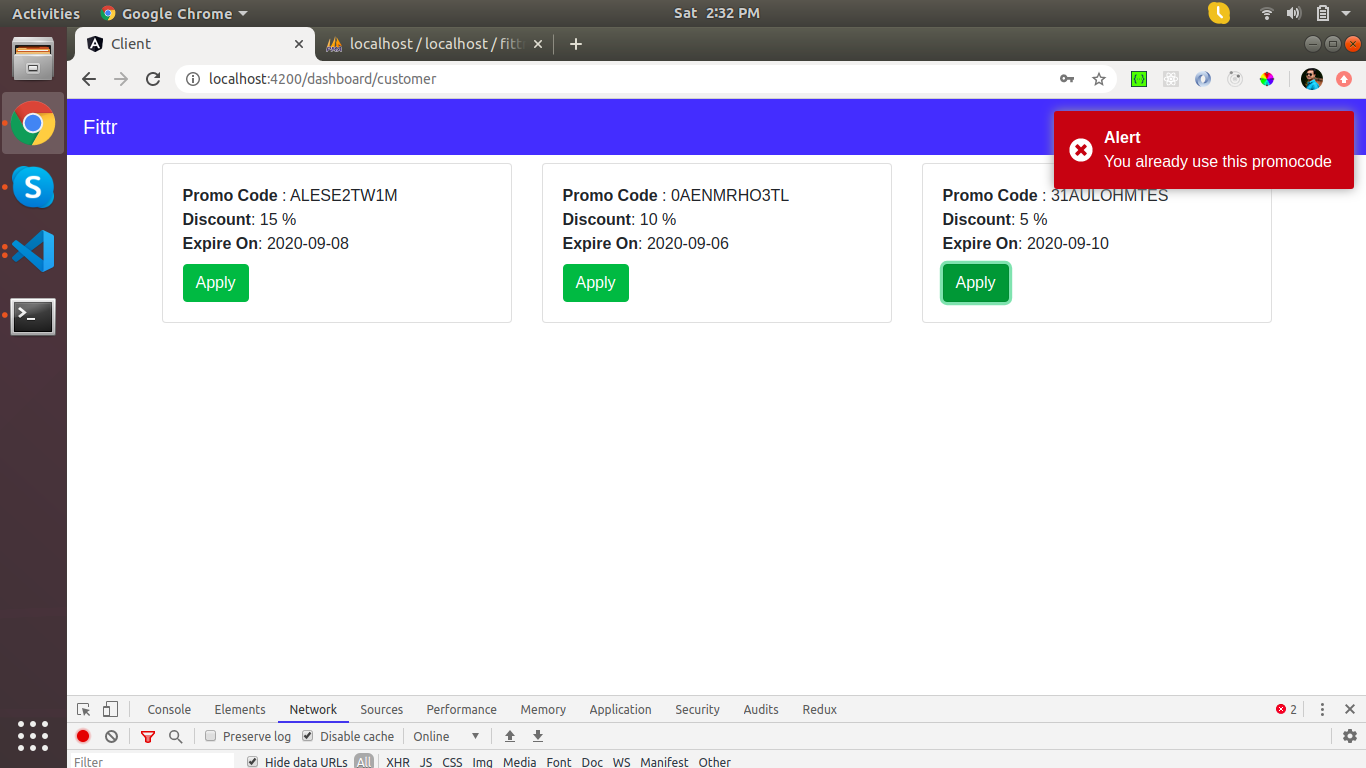 Activities Google Chrome Sat 2:32 PM
Client localhost / localhost / fitt
localhost:4200/dashboard/customer
Fittr
Alert
You already use this promocode
Promo Code : ALESE2TW1M
Discount: 15 %
Expire On: 2020-09-08
Apply
Promo Code : 0AENMRHO3TL
Discount: 10 %
Expire On: 2020-09-06
Apply
Promo Code : 31AULOHMTES
Discount: 5 %
Expire On: 2020-09-10
Apply
Console Elements Network Sources Performance Memory Application Security Audits Redux 2
Preserve log Disable cache Online
Filter Hide data URLs All XHR JS CSS Img Media Font Doc WS Manifest Other